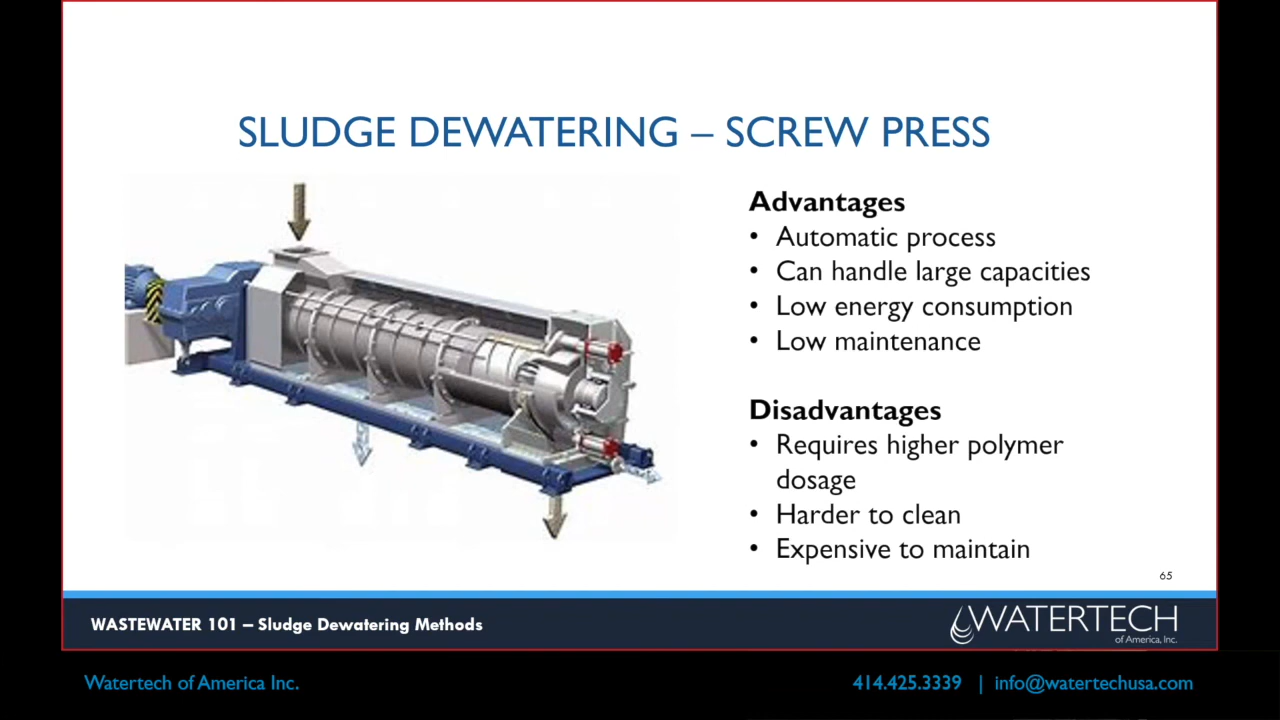 SLUDGE DEWATERING – SCREW PRESS
Advantages
• Automatic process
• Can handle large capacities
• Low energy consumption
• Low maintenance
Disadvantages
• Requires higher polymer
dosage
• Harder to clean
• Expensive to maintain
65
WASTEWATER 101 – Sludge Dewatering Methods
WATERTECH
of America, Inc.
Watertech of America Inc.
414.425.3339 | info@watertechusa.com